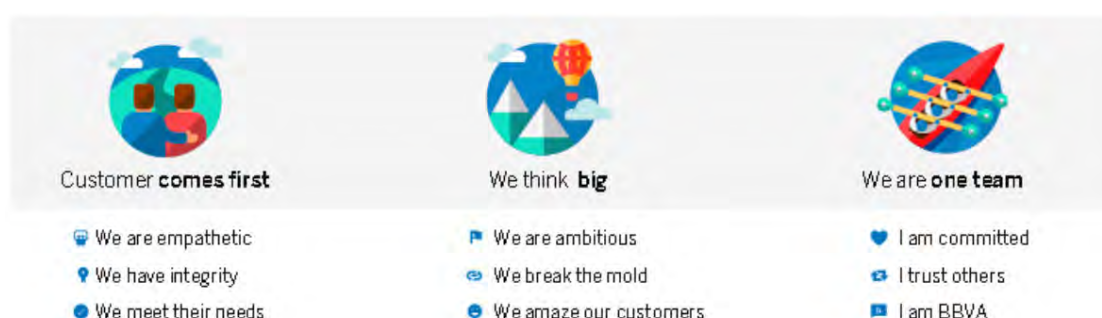 Customer comes first
We are empathetic
We have integrity
We meet their needs
We think big
We are ambitious
We break the mold
We amaze our customers
We are one team
I am committed
I trust others
I am BBVA